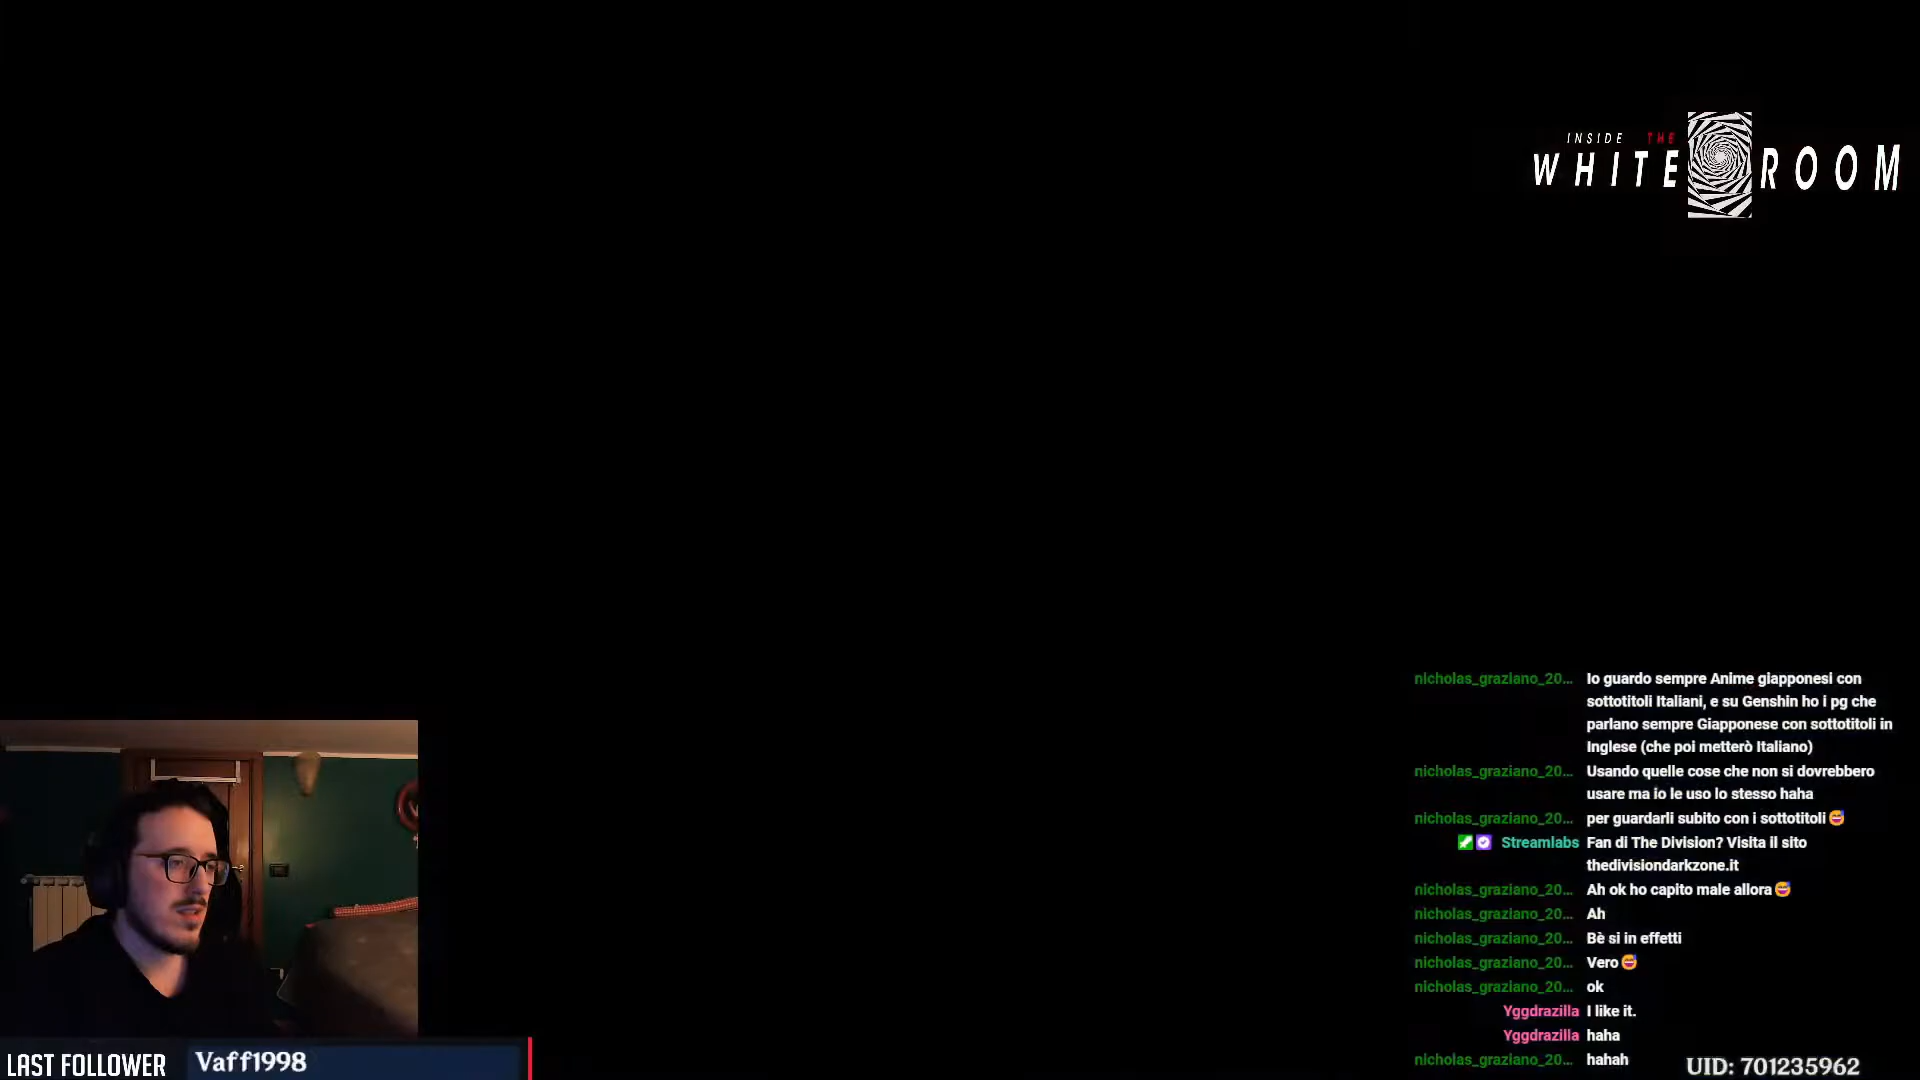 INSIDE THE
WHITE ROOM
nicholas_graziano_20... Io guardo sempre Anime giapponesi con
sottotitoli Italiani, e su Genshin ho i pg che
parlano sempre Giapponese con sottotitoli in
Inglese (che poi metterò Italiano)
nicholas_graziano_20... Usando quelle cose che non si dovrebbero
usare ma io le uso lo stesso haha
nicholas_graziano_20... per guardarli subito con i sottotitoli😅
Streamlabs Fan di The Division? Visita il sito
thedivisiondarkzone.it
nicholas_graziano_20... Ah ok ho capito male allora😅
nicholas_graziano_20... Ah
nicholas_graziano_20... Bè si in effetti
nicholas_graziano_20... Vero😅
nicholas_graziano_20... ok
Yggdrazilla I like it.
Yggdrazilla haha
nicholas_graziano_20... hahah
LAST FOLLOWER Vaff1998
UID: 701235962